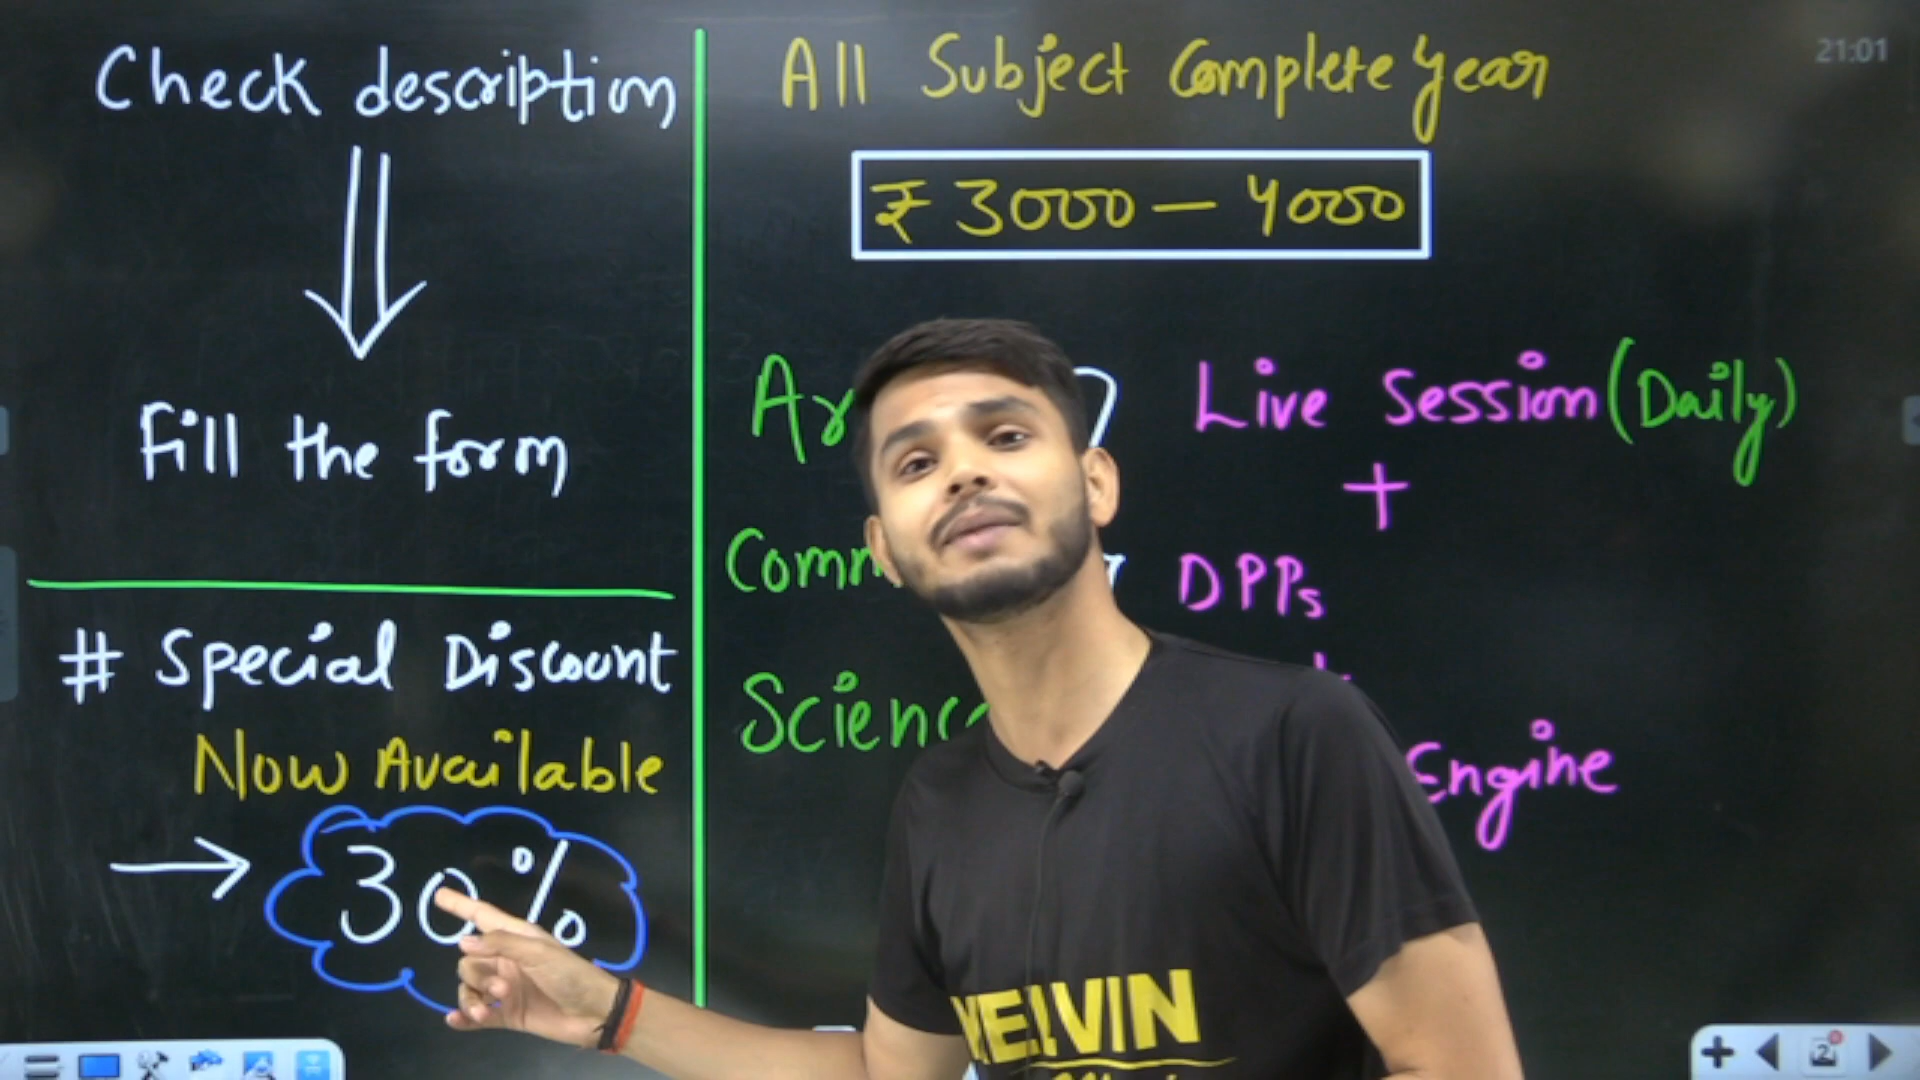 Check description
Fill the form
# Special Discount
Now Available
→ 30%
All Subject Complete Year
₹ 3000 – 4000
Live Session (Daily)
+
DPPs
Engine
21:01